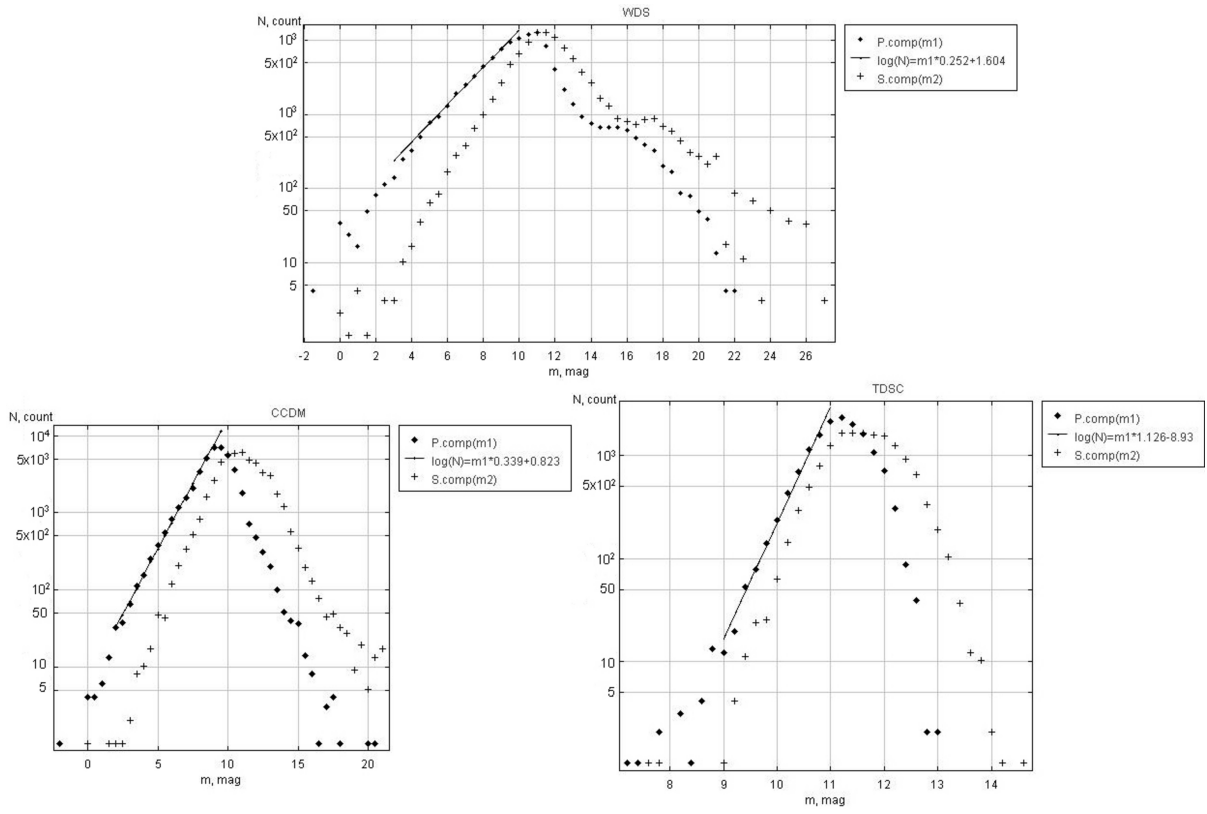 WDS
N, count
10³
5x10²
10³
5x10²
10²
50
10
5
-2 0 2 4 6 8 10 12 14 16 18 20 22 24 26
m, mag
P.comp(m1)
log(N)=m1*0.252+1.604
S.comp(m2)
CCDM
N, count
10⁴
5x10³
10³
5x10²
10²
50
10
5
0 5 10 15 20
m, mag
P.comp(m1)
log(N)=m1*0.339+0.823
S.comp(m2)
TDSC
N, count
10³
5x10²
10²
50
10
5
8 9 10 11 12 13 14
m, mag
P.comp(m1)
log(N)=m1*1.126-8.93
S.comp(m2)